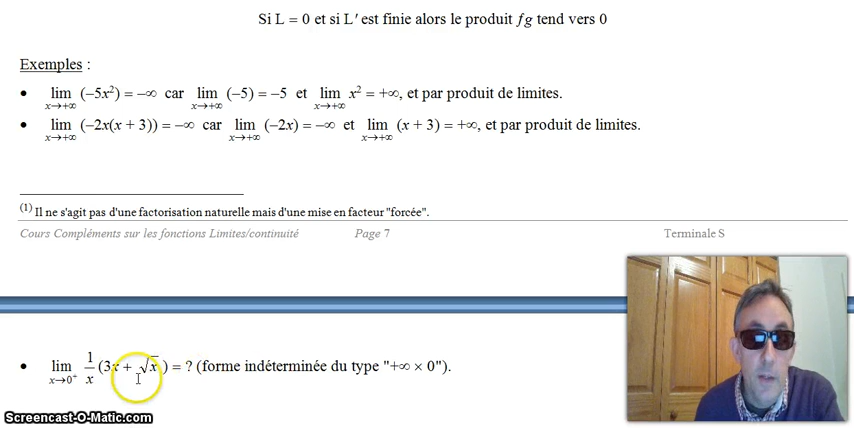 Si L = 0 et si L' est finie alors le produit fg tend vers 0
Exemples :
• lim x→+∞ (−5x²) = −∞ car lim x→+∞ (−5) = −5 et lim x→+∞ x² = +∞, et par produit de limites.
• lim x→+∞ (−2x(x + 3)) = −∞ car lim x→+∞ (−2x) = −∞ et lim x→+∞ (x + 3) = +∞, et par produit de limites.
(1) Il ne s'agit pas d'une factorisation naturelle mais d'une mise en facteur "forcée".
Cours Compléments sur les fonctions Limites/continuité Page 7 Terminale S
• lim x→0⁺ 1/x (3x + √x) = ? (forme indéterminée du type "+∞ × 0").
Screencast-O-Matic.com